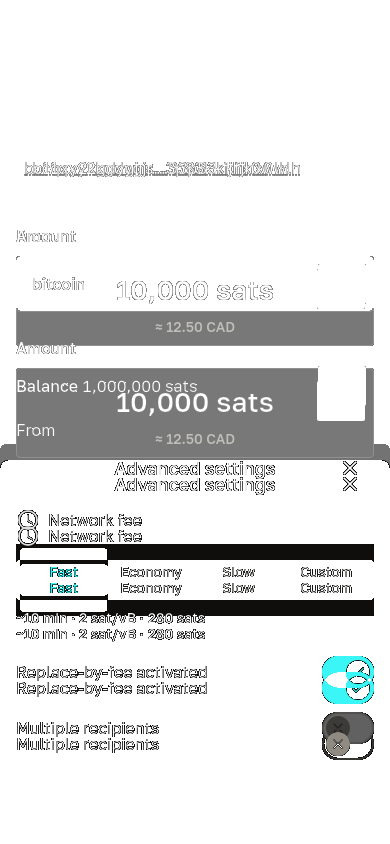 Amount
bitcoin
10,000 sats
≈ 12.50 CAD
Amount
Balance 1,000,000 sats
10,000 sats
From
≈ 12.50 CAD
Advanced settings
Advanced settings
Network fee
Network fee
Fast Economy Slow Custom
Fast Economy Slow Custom
~10 min · 2 sat/vB · 280 sats
~10 min · 2 sat/vB · 280 sats
Replace-by-fee activated
Replace-by-fee activated
Multiple recipients
Multiple recipients